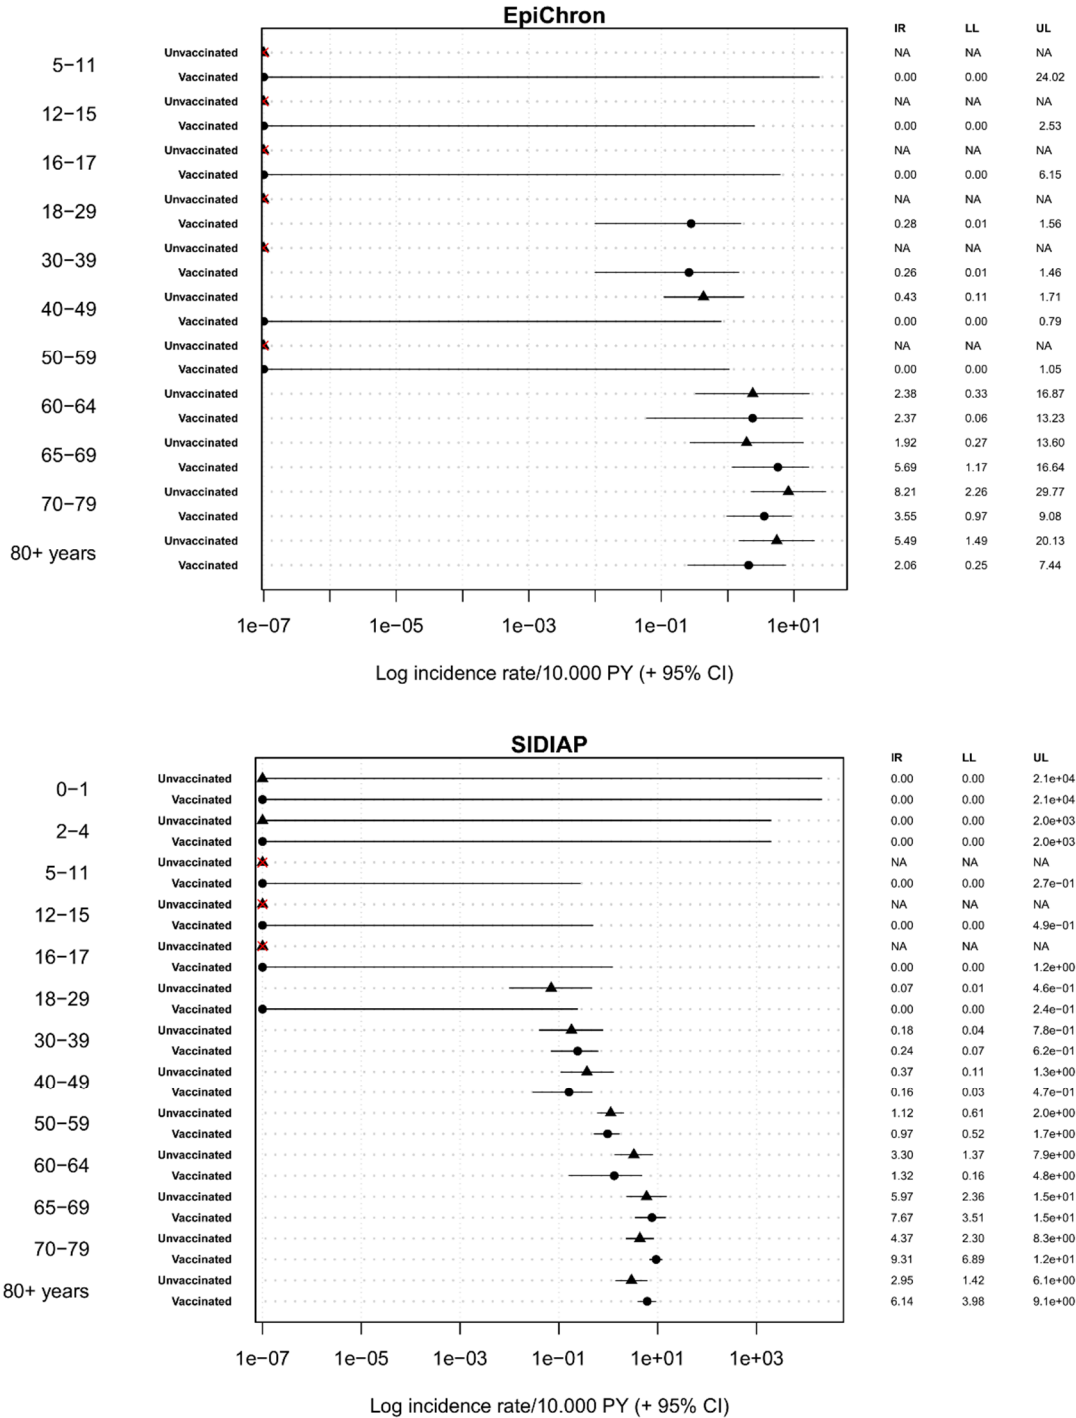 EpiChron
IR LL UL
5−11
Unvaccinated NA NA NA
Vaccinated 0.00 0.00 24.02
12−15
Unvaccinated NA NA NA
Vaccinated 0.00 0.00 2.53
16−17
Unvaccinated NA NA NA
Vaccinated 0.00 0.00 6.15
18−29
Unvaccinated NA NA NA
Vaccinated 0.28 0.01 1.56
30−39
Unvaccinated NA NA NA
Vaccinated 0.26 0.01 1.46
40−49
Unvaccinated 0.43 0.11 1.71
Vaccinated 0.00 0.00 0.79
50−59
Unvaccinated NA NA NA
Vaccinated 0.00 0.00 1.05
60−64
Unvaccinated 2.38 0.33 16.87
Vaccinated 2.37 0.06 13.23
65−69
Unvaccinated 1.92 0.27 13.60
Vaccinated 5.69 1.17 16.64
70−79
Unvaccinated 8.21 2.26 29.77
Vaccinated 3.55 0.97 9.08
80+ years
Unvaccinated 5.49 1.49 20.13
Vaccinated 2.06 0.25 7.44
1e−07 1e−05 1e−03 1e−01 1e+01
Log incidence rate/10.000 PY (+ 95% CI)
SIDIAP
IR LL UL
0−1
Unvaccinated 0.00 0.00 2.1e+04
Vaccinated 0.00 0.00 2.1e+04
2−4
Unvaccinated 0.00 0.00 2.0e+03
Vaccinated 0.00 0.00 2.0e+03
5−11
Unvaccinated NA NA NA
Vaccinated 0.00 0.00 2.7e−01
12−15
Unvaccinated NA NA NA
Vaccinated 0.00 0.00 4.9e−01
16−17
Unvaccinated NA NA NA
Vaccinated 0.00 0.00 1.2e+00
18−29
Unvaccinated 0.07 0.01 4.6e−01
Vaccinated 0.00 0.00 2.4e−01
30−39
Unvaccinated 0.18 0.04 7.8e−01
Vaccinated 0.24 0.07 6.2e−01
40−49
Unvaccinated 0.37 0.11 1.3e+00
Vaccinated 0.16 0.03 4.7e−01
50−59
Unvaccinated 1.12 0.61 2.0e+00
Vaccinated 0.97 0.52 1.7e+00
60−64
Unvaccinated 3.30 1.37 7.9e+00
Vaccinated 1.32 0.16 4.8e+00
65−69
Unvaccinated 5.97 2.36 1.5e+01
Vaccinated 7.67 3.51 1.5e+01
70−79
Unvaccinated 4.37 2.30 8.3e+00
Vaccinated 9.31 6.89 1.2e+01
80+ years
Unvaccinated 2.95 1.42 6.1e+00
Vaccinated 6.14 3.98 9.1e+00
1e−07 1e−05 1e−03 1e−01 1e+01 1e+03
Log incidence rate/10.000 PY (+ 95% CI)